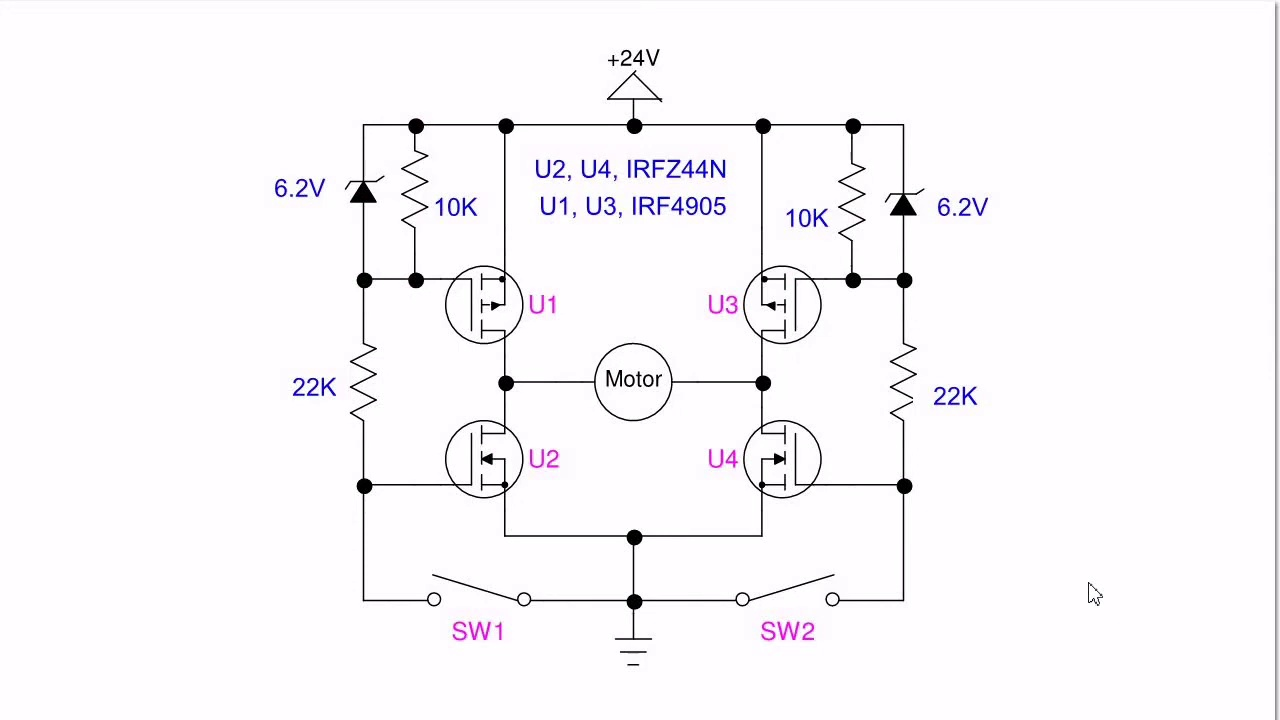 +24V
U2, U4, IRFZ44N
6.2V
U1, U3, IRF4905
10K
10K
6.2V
U1
U3
Motor
22K
22K
U2
U4
SW1
SW2